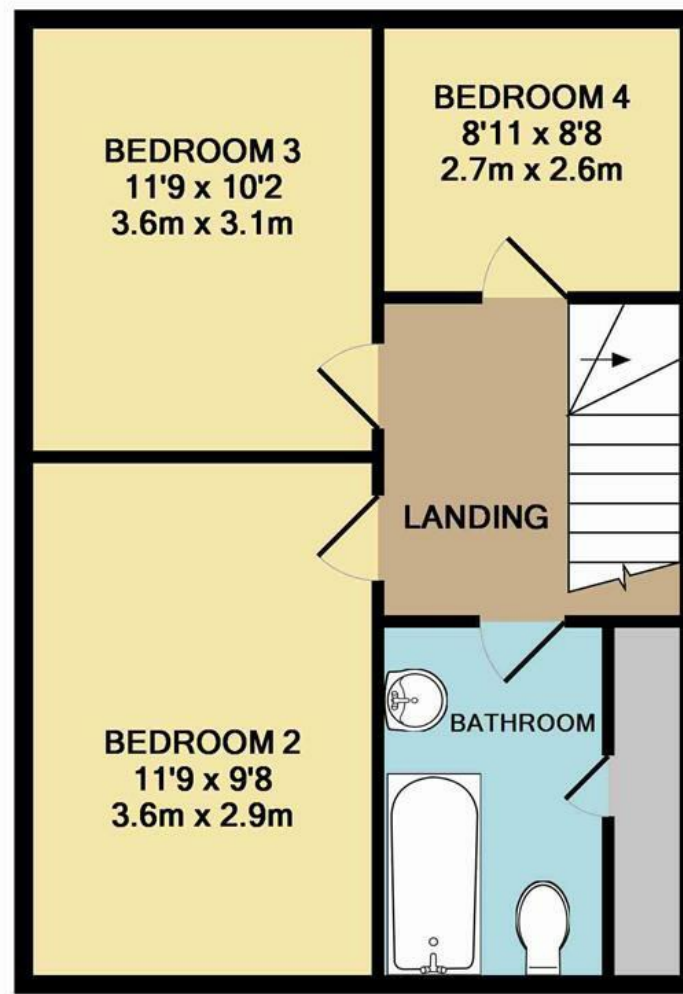 BEDROOM 3
11'9 x 10'2
3.6m x 3.1m
BEDROOM 4
8'11 x 8'8
2.7m x 2.6m
LANDING
BEDROOM 2
11'9 x 9'8
3.6m x 2.9m
BATHROOM